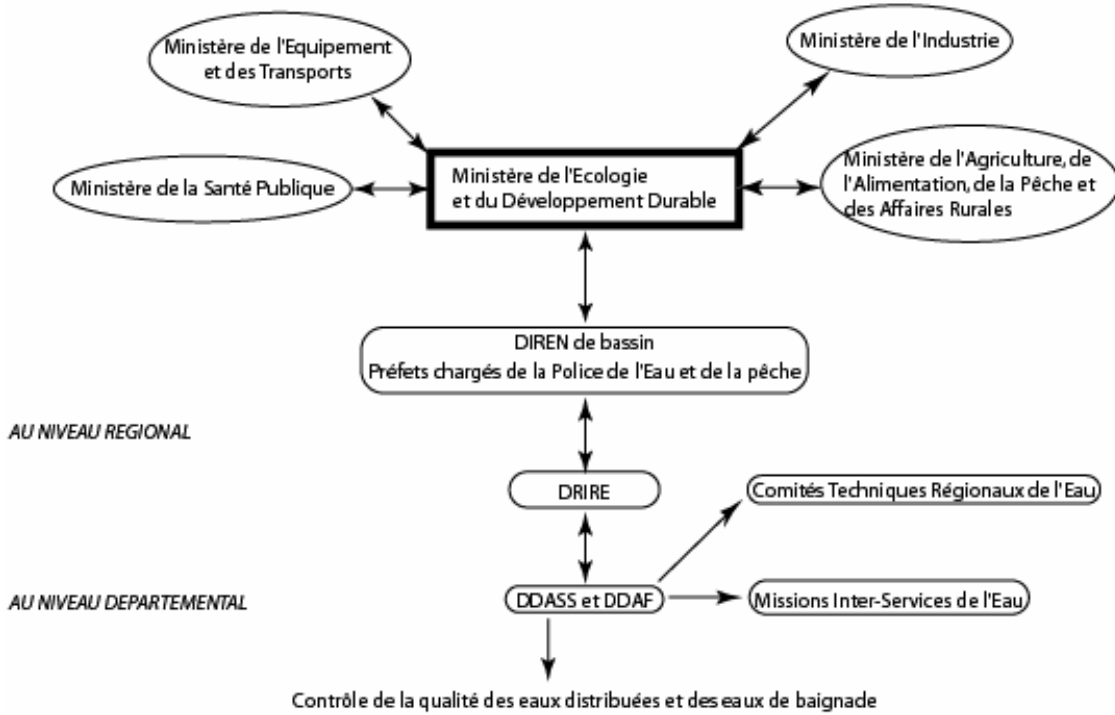 Ministère de l'Equipement
et des Transports
Ministère de l'Industrie
Ministère de la Santé Publique
Ministère de l'Ecologie
et du Développement Durable
Ministère de l'Agriculture, de
l'Alimentation, de la Pêche et
des Affaires Rurales
DIREN de bassin
Préfets chargés de la Police de l'Eau et de la pêche
AU NIVEAU REGIONAL
DRIRE
Comités Techniques Régionaux de l'Eau
AU NIVEAU DEPARTEMENTAL
DDASS et DDAF
Missions Inter-Services de l'Eau
Contrôle de la qualité des eaux distribuées et des eaux de baignade